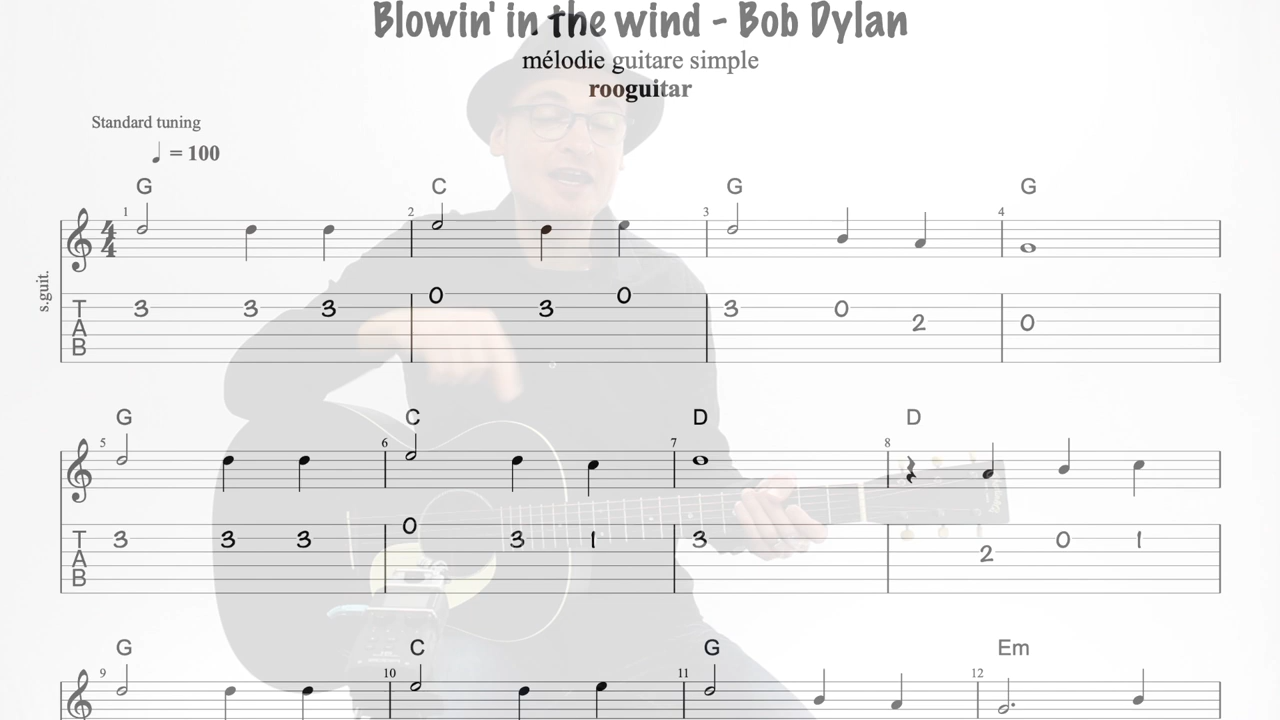 Blowin' in the wind - Bob Dylan
mélodie guitare simple
rooguitar
Standard tuning
= 100
G C G G
1 2 3 4
4
4
s.guit.
T
A
B
3 3 3 0 3 0 3 0 2 0
G C D D
5 6 7 8
T
A
B
3 3 3 0 3 1 3 2 0 1
G C G Em
9 10 11 12